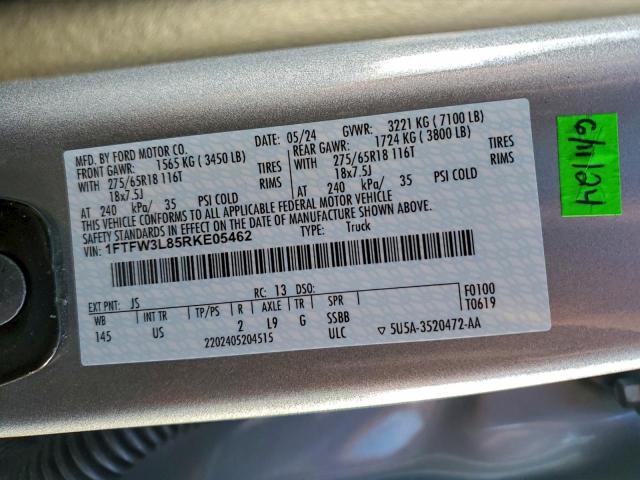 MFD. BY FORD MOTOR CO.
DATE: 05/24 GVWR: 3221 KG ( 7100 LB)
FRONT GAWR: 1565 KG ( 3450 LB) REAR GAWR: 1724 KG ( 3800 LB)
WITH 275/65R18 116T TIRES WITH 275/65R18 116T TIRES
18x7.5J RIMS 18x7.5J RIMS
AT 240 kPa/ 35 PSI COLD AT 240 kPa/ 35 PSI COLD
THIS VEHICLE CONFORMS TO ALL APPLICABLE FEDERAL MOTOR VEHICLE
SAFETY STANDARDS IN EFFECT ON THE DATE OF MANUFACTURE SHOWN ABOVE.
VIN: 1FTFW3L85RKE05462 TYPE: Truck
EXT PNT: JS RC: 13 DSO: F0100
WB INT TR TP/PS R AXLE TR SPR T0619
145 US 2 L9 G SSBB
2202405204515 ULC 5U5A-3520472-AA